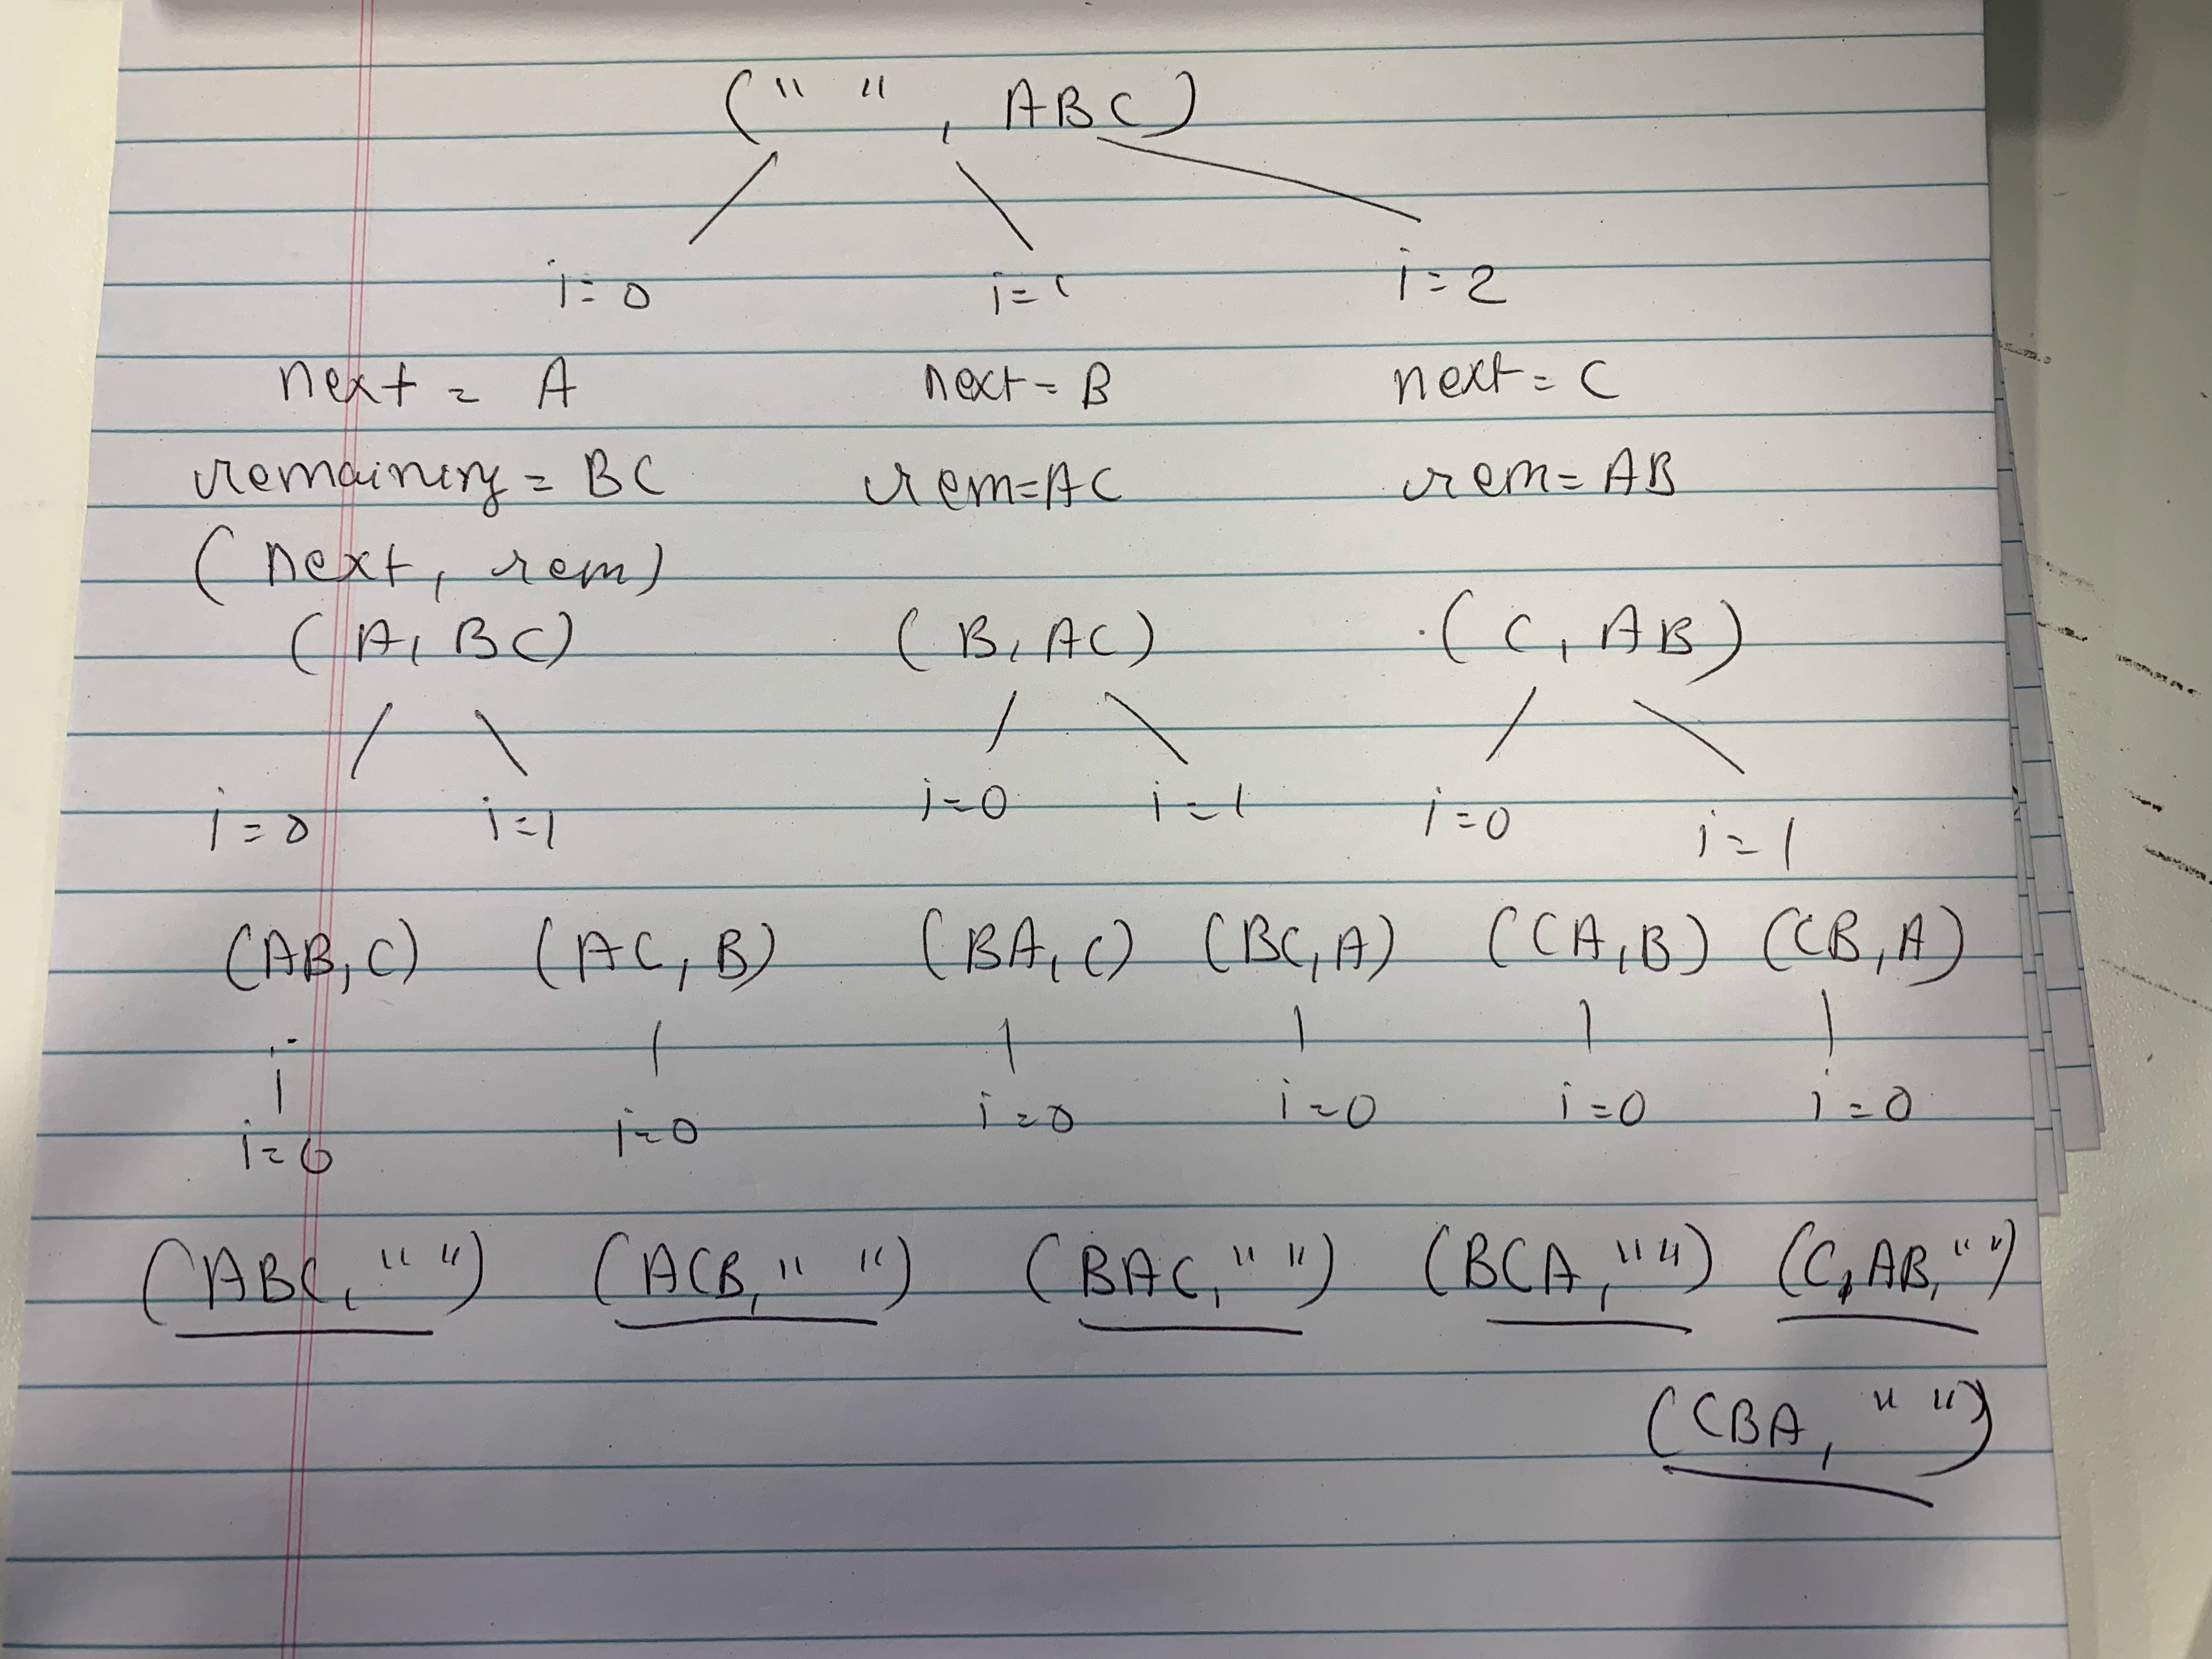 (" ", ABC)
i=0 i=1 i=2
next = A next = B next = C
remaining = BC rem=AC rem=AB
(next, rem)
(A, BC) (B, AC) (C, AB)
i=0 i=1 i=0 i=1 i=0 i=1
(AB, C) (AC, B) (BA, C) (BC, A) (CA, B) (CB, A)
i=0 i=0 i=0 i=0 i=0 i=0
(ABC, " ") (ACB, " ") (BAC, " ") (BCA, " ") (C,AB, " ")
(CBA, " ")